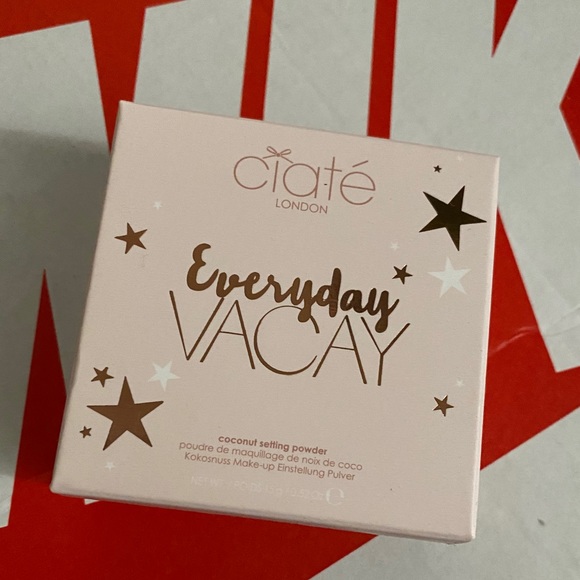 ciaté
LONDON
Everyday
VACAY
coconut setting powder
poudre de maquillage de noix de coco
Kokosnuss Make-up Einstellung Pulver